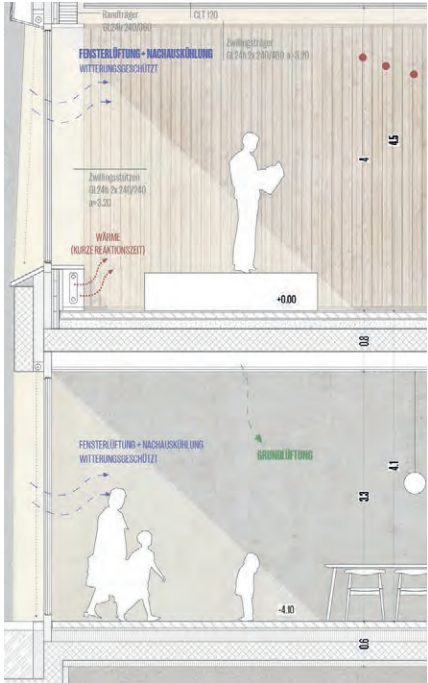 Randträger
GL24h 240/360
CLT 120
Zwillingsträger
GL24h 2x 240/460 a=3,20
FENSTERLÜFTUNG + NACHAUSKÜHLUNG
WITTERUNGSGESCHÜTZT
4
4.5
Zwillingsstützen
GL24h 2x 240/240
a=3,20
WÄRME
(KURZE REAKTIONSZEIT)
+0.00
0.8
FENSTERLÜFTUNG + NACHAUSKÜHLUNG
WITTERUNGSGESCHÜTZT
GRUNDLÜFTUNG
4.1
3.3
-4.10
0.6